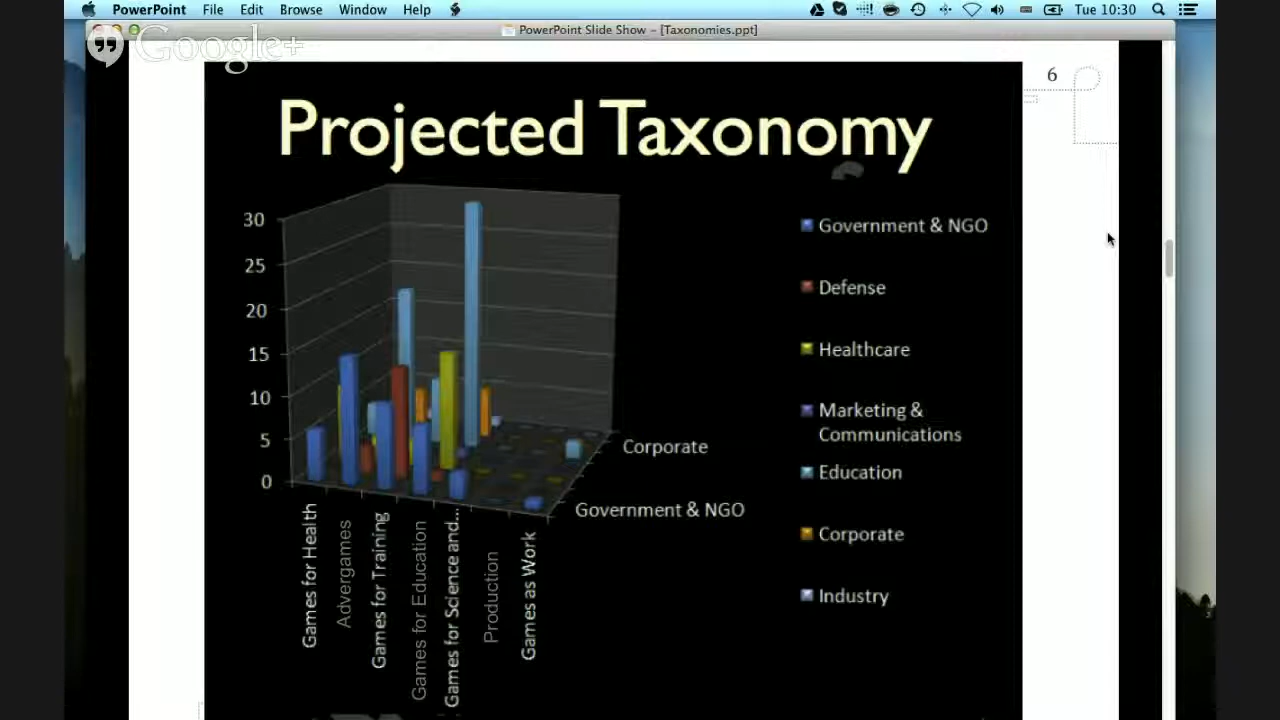 PowerPoint File Edit Browse Window Help Tue 10:30
PowerPoint Slide Show – [Taxonomies.ppt]
Google+
6
Projected Taxonomy
30
25
20
15
10
5
0
Corporate
Government & NGO
Games for Health
Advergames
Games for Training
Games for Education
Games for Science and...
Production
Games as Work
Government & NGO
Defense
Healthcare
Marketing &
Communications
Education
Corporate
Industry